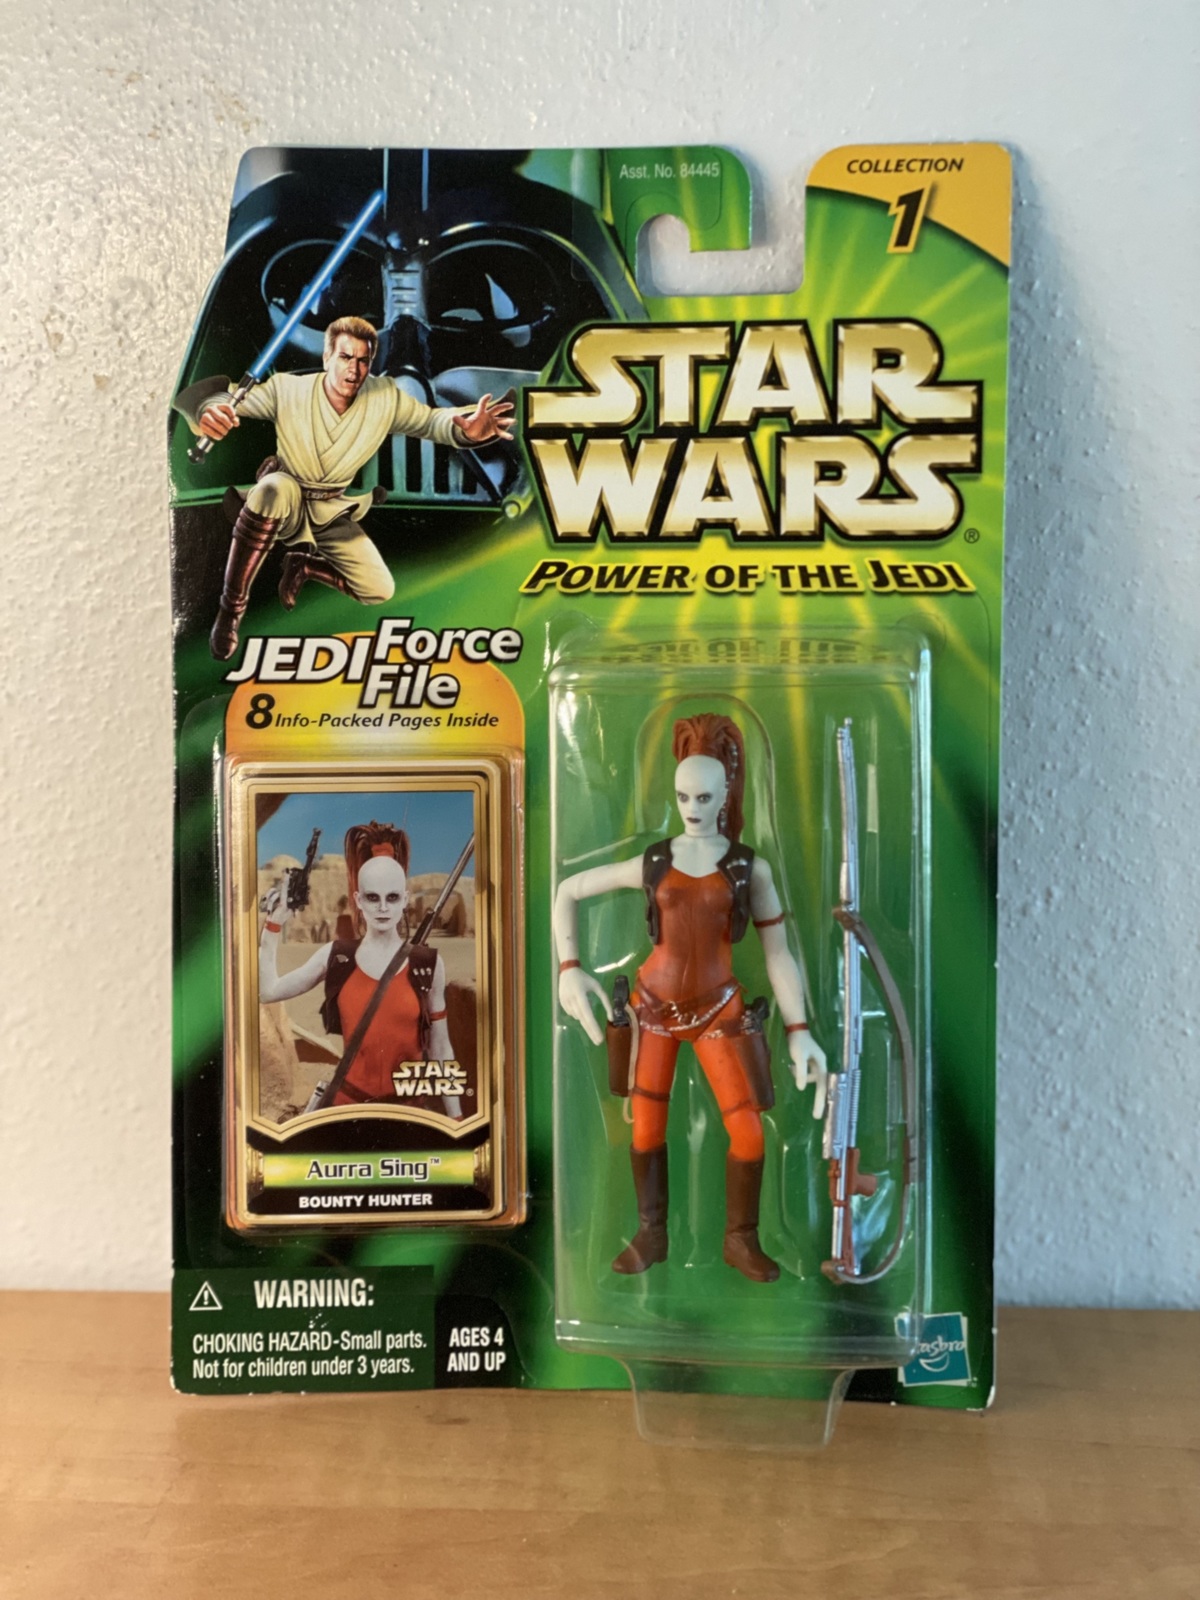 Asst. No. 84445
COLLECTION
1
STAR
WARS®
POWER OF THE JEDI
JEDI Force
File
8 Info-Packed Pages Inside
STAR
WARS®
Aurra Sing™
BOUNTY HUNTER
⚠ WARNING:
CHOKING HAZARD-Small parts.
Not for children under 3 years.
AGES 4
AND UP
Hasbro